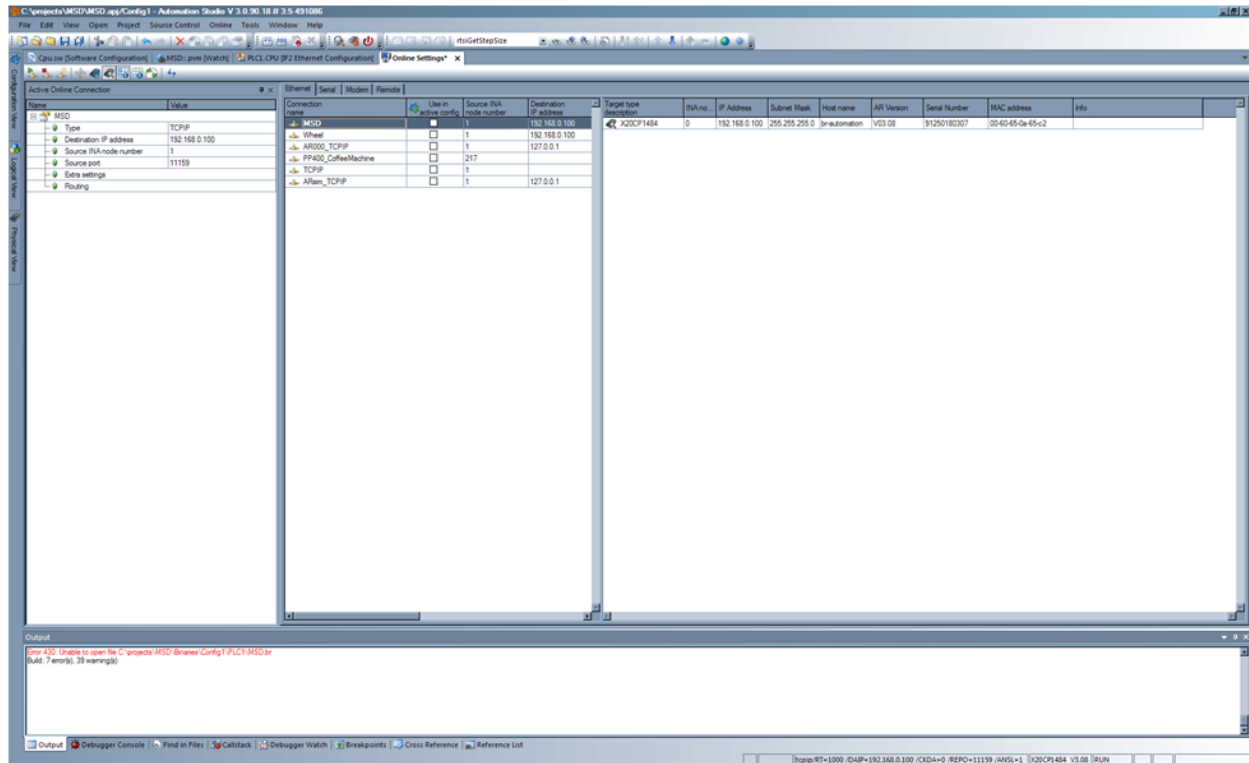 C:\projects\MSD\MSD.apj/Config1 - Automation Studio V 3.0.90.18 # 3.5 491086
File Edit View Open Project Source Control Online Tools Window Help
rtsiGetStepSize
Cpu.sw [Software Configuration] MSD::.pvm [Watch] PLC1.CPU [IF2 Ethernet Configuration] Online Settings* X
Configuration View
Logical View
Physical View
Active Online Connection
Name Value
MSD
Type TCPIP
Destination IP address 192.168.0.100
Source INA node number 1
Source port 11159
Extra settings
Routing
Ethernet Serial Modem Remote
Connection name Use in active config Source INA node number Destination IP address
MSD 1 192.168.0.100
Wheel 1 192.168.0.100
AR000_TCPIP 1 127.0.0.1
PP400_CoffeeMachine 217
TCPIP 1
ARsim_TCPIP 1 127.0.0.1
Target type description INA no... IP Address Subnet Mask Host name AR Version Serial Number MAC address Info
X20CP1484 0 192.168.0.100 255.255.255.0 br-automation V03.08 91250180307 00-60-65-0a-65-c2
Output
Error 430: Unable to open file C:\projects\MSD\Binaries\Config1\PLC1\MSD.br
Build: 7 error(s), 39 warning(s)
Output Debugger Console Find in Files Callstack Debugger Watch Breakpoints Cross Reference Reference List
tcpip/RT=1000 /DAIP=192.168.0.100 /CKDA=0 /REPO=11159 /ANSL=1 X20CP1484 V3.08 RUN